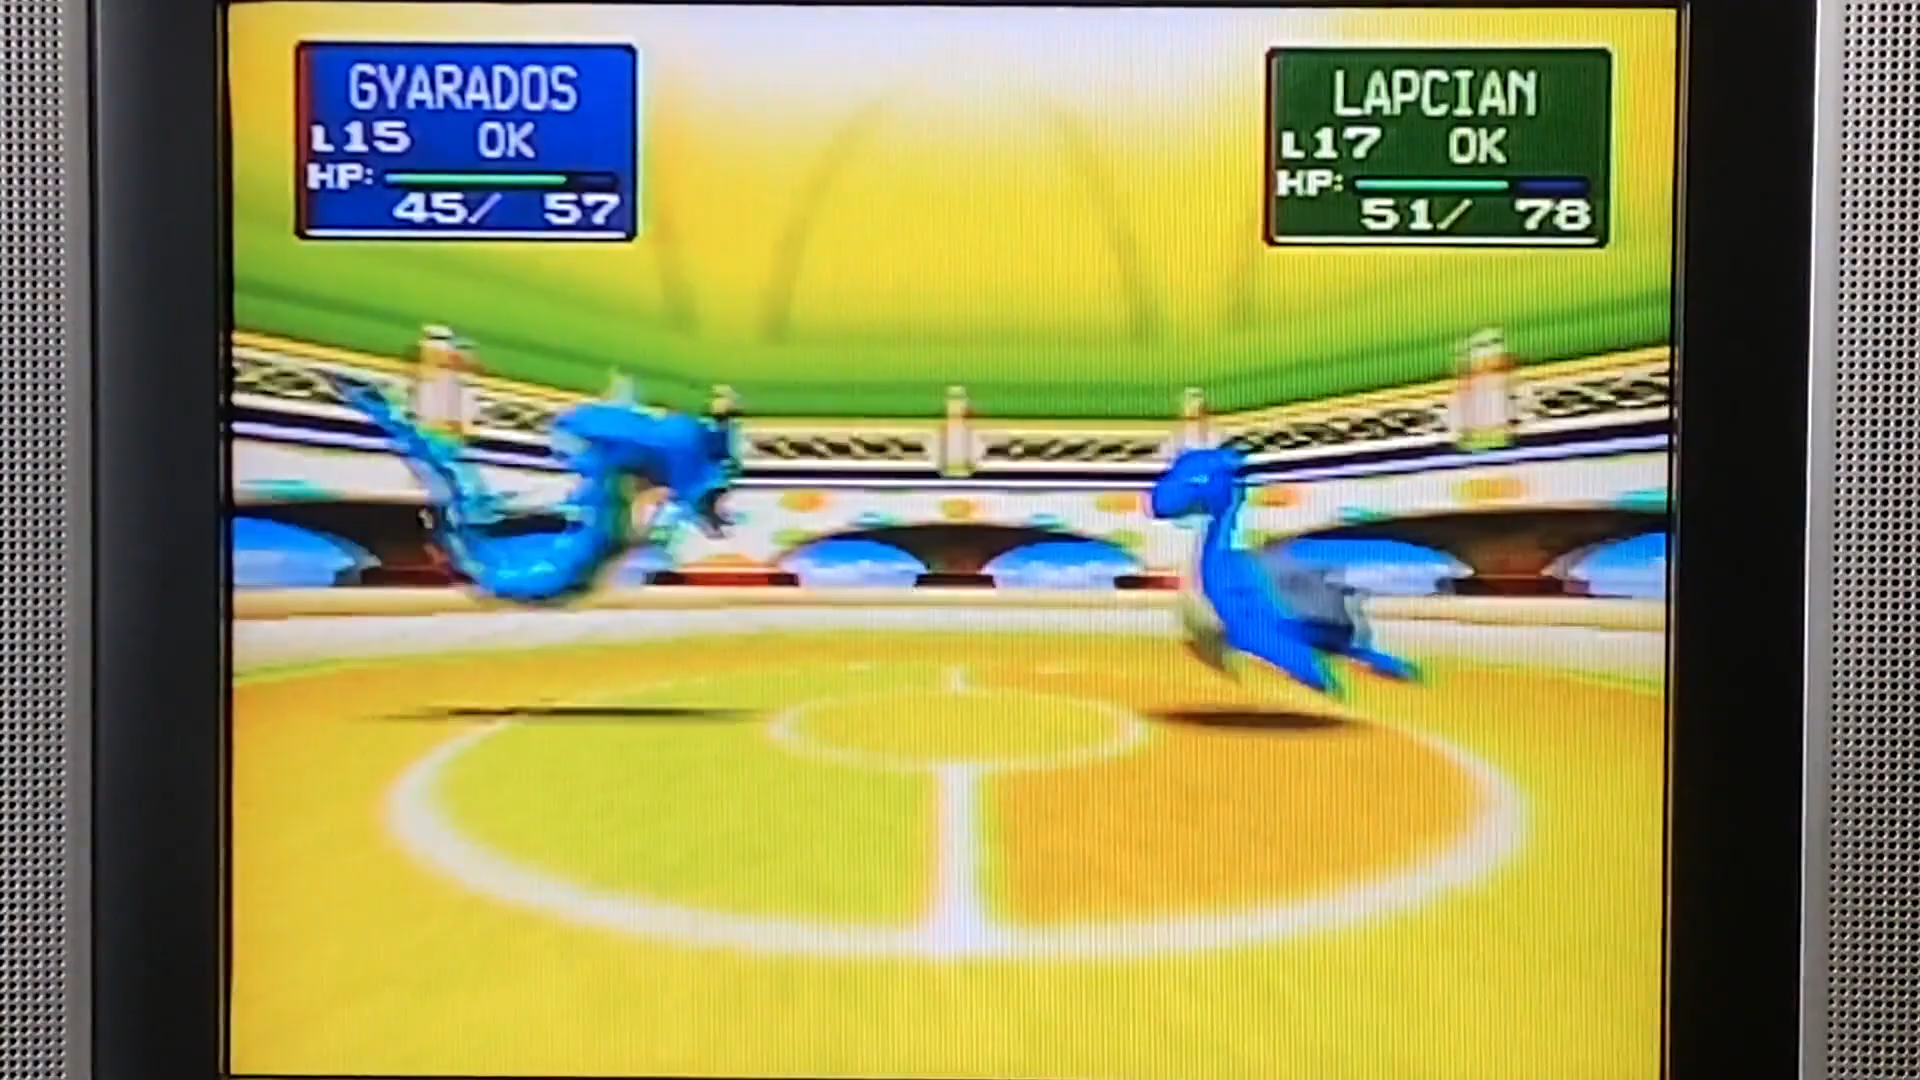 GYARADOS
L15 OK
HP:
45/ 57
LAPCIAN
L17 OK
HP:
51/ 78